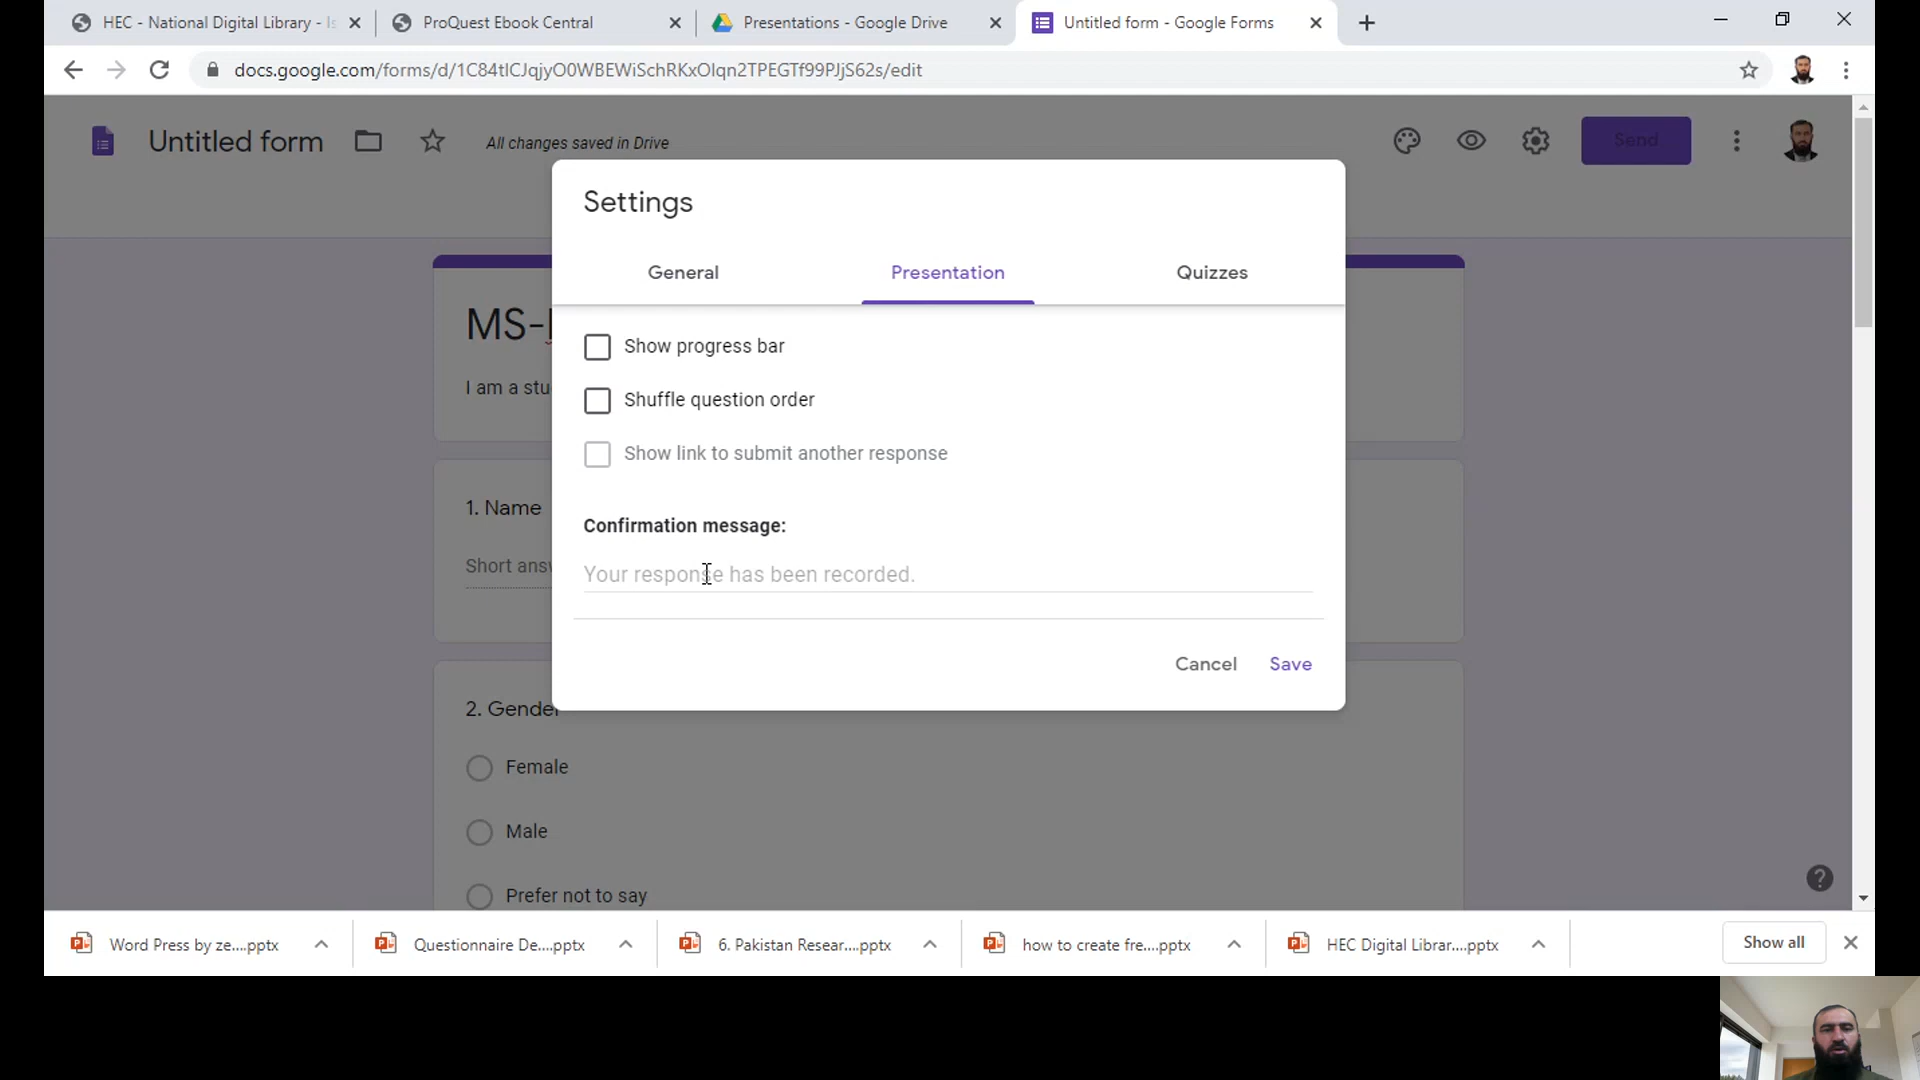 HEC - National Digital Library - Is
ProQuest Ebook Central
Presentations - Google Drive
Untitled form - Google Forms
docs.google.com/forms/d/1C84tlCJqjyO0WBEWiSchRKxOlqn2TPEGTf99PJjS62s/edit
Untitled form
All changes saved in Drive
Send
Settings
General
Presentation
Quizzes
MS-
I am a stu
Show progress bar
Shuffle question order
Show link to submit another response
1. Name
Short answ
Confirmation message:
Your response has been recorded.
Cancel
Save
2. Gender
Female
Male
Prefer not to say
Word Press by ze....pptx
Questionnaire De....pptx
6. Pakistan Resear....pptx
how to create fre....pptx
HEC Digital Librar....pptx
Show all